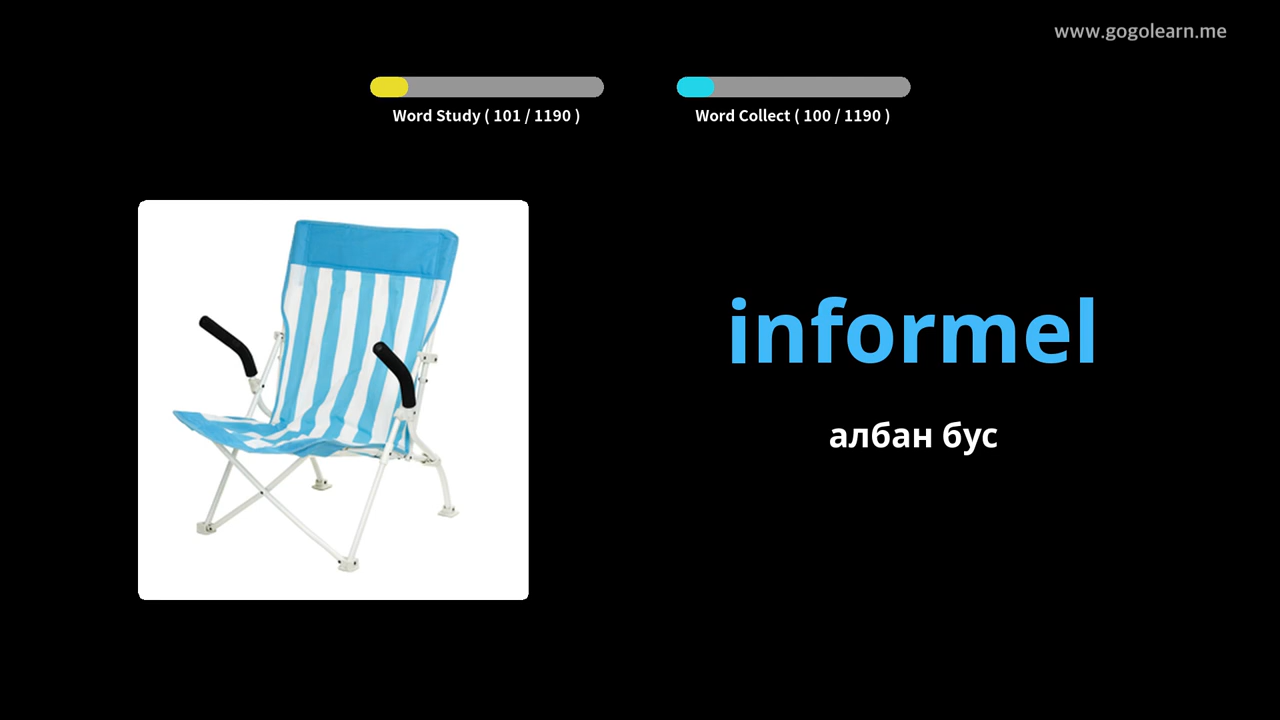 www.gogolearn.me
Word Study ( 101 / 1190 )
Word Collect ( 100 / 1190 )
informel
албан бус